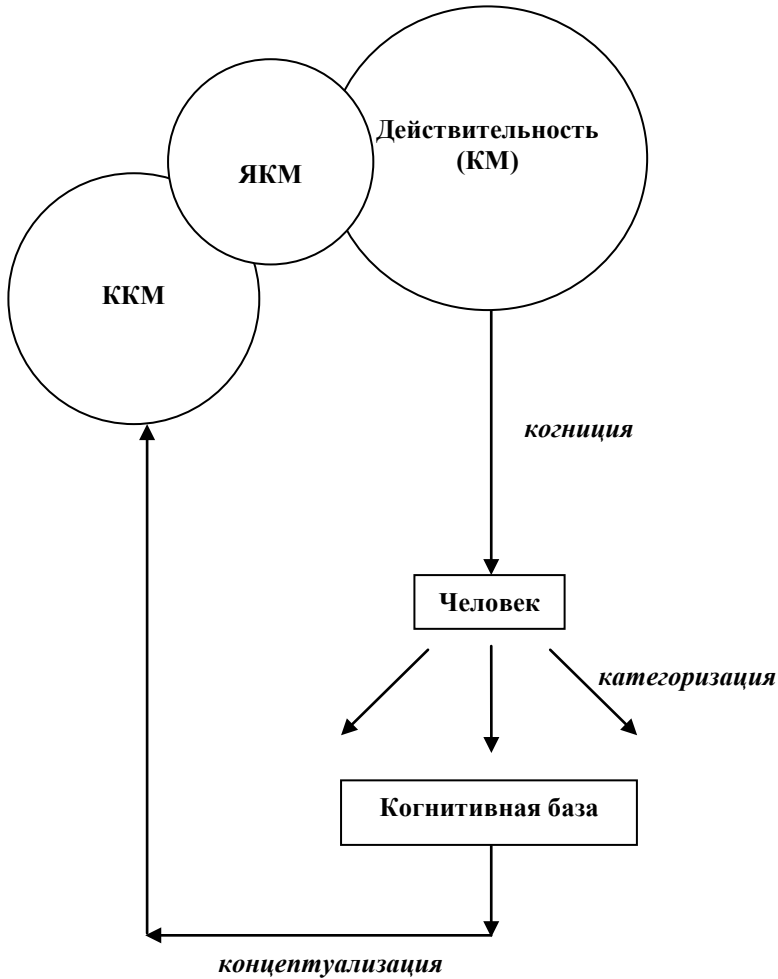 Действительность
(КМ)
ЯКМ
ККМ
когниция
Человек
категоризация
Когнитивная база
концептуализация